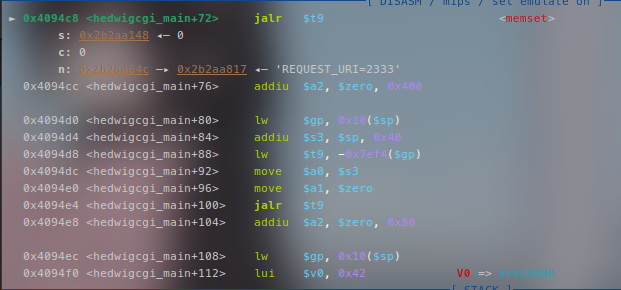 [ DISASM / mips / set emulate on ]
► 0x4094c8 <hedwigcgi_main+72> jalr $t9 <memset>
s: 0x2b2aa148 ◂— 0
c: 0
n: —▸ 0x2b2aa817 ◂— 'REQUEST_URI=2333'
0x4094cc <hedwigcgi_main+76> addiu $a2, $zero, 0x400
0x4094d0 <hedwigcgi_main+80> lw $gp, 0x10($sp)
0x4094d4 <hedwigcgi_main+84> addiu $s3, $sp, 0x40
0x4094d8 <hedwigcgi_main+88> lw $t9, -0x7ef4($gp)
0x4094dc <hedwigcgi_main+92> move $a0, $s3
0x4094e0 <hedwigcgi_main+96> move $a1, $zero
0x4094e4 <hedwigcgi_main+100> jalr $t9
0x4094e8 <hedwigcgi_main+104> addiu $a2, $zero, 0x80
0x4094ec <hedwigcgi_main+108> lw $gp, 0x10($sp)
0x4094f0 <hedwigcgi_main+112> lui $v0, 0x42 V0 =>
[ STACK ]